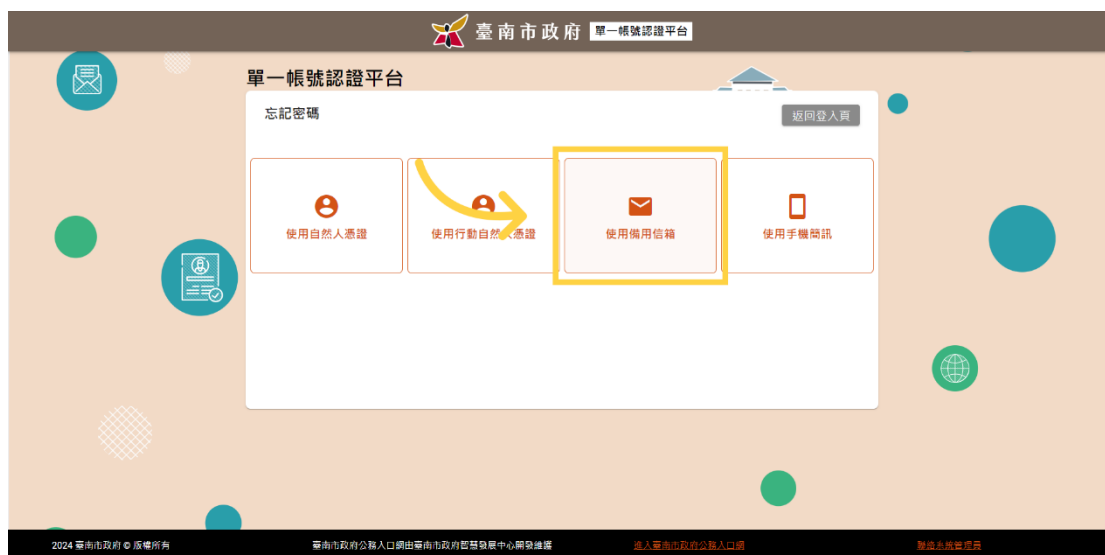 臺南市政府 單一帳號認證平台
單一帳號認證平台
忘記密碼
返回登入頁
使用自然人憑證
使用行動自然人憑證
使用備用信箱
使用手機簡訊
2024 臺南市政府 © 版權所有
臺南市政府公務入口網由臺南市政府智慧發展中心開發維護
進入臺南市政府公務入口網
聯絡系統管理員